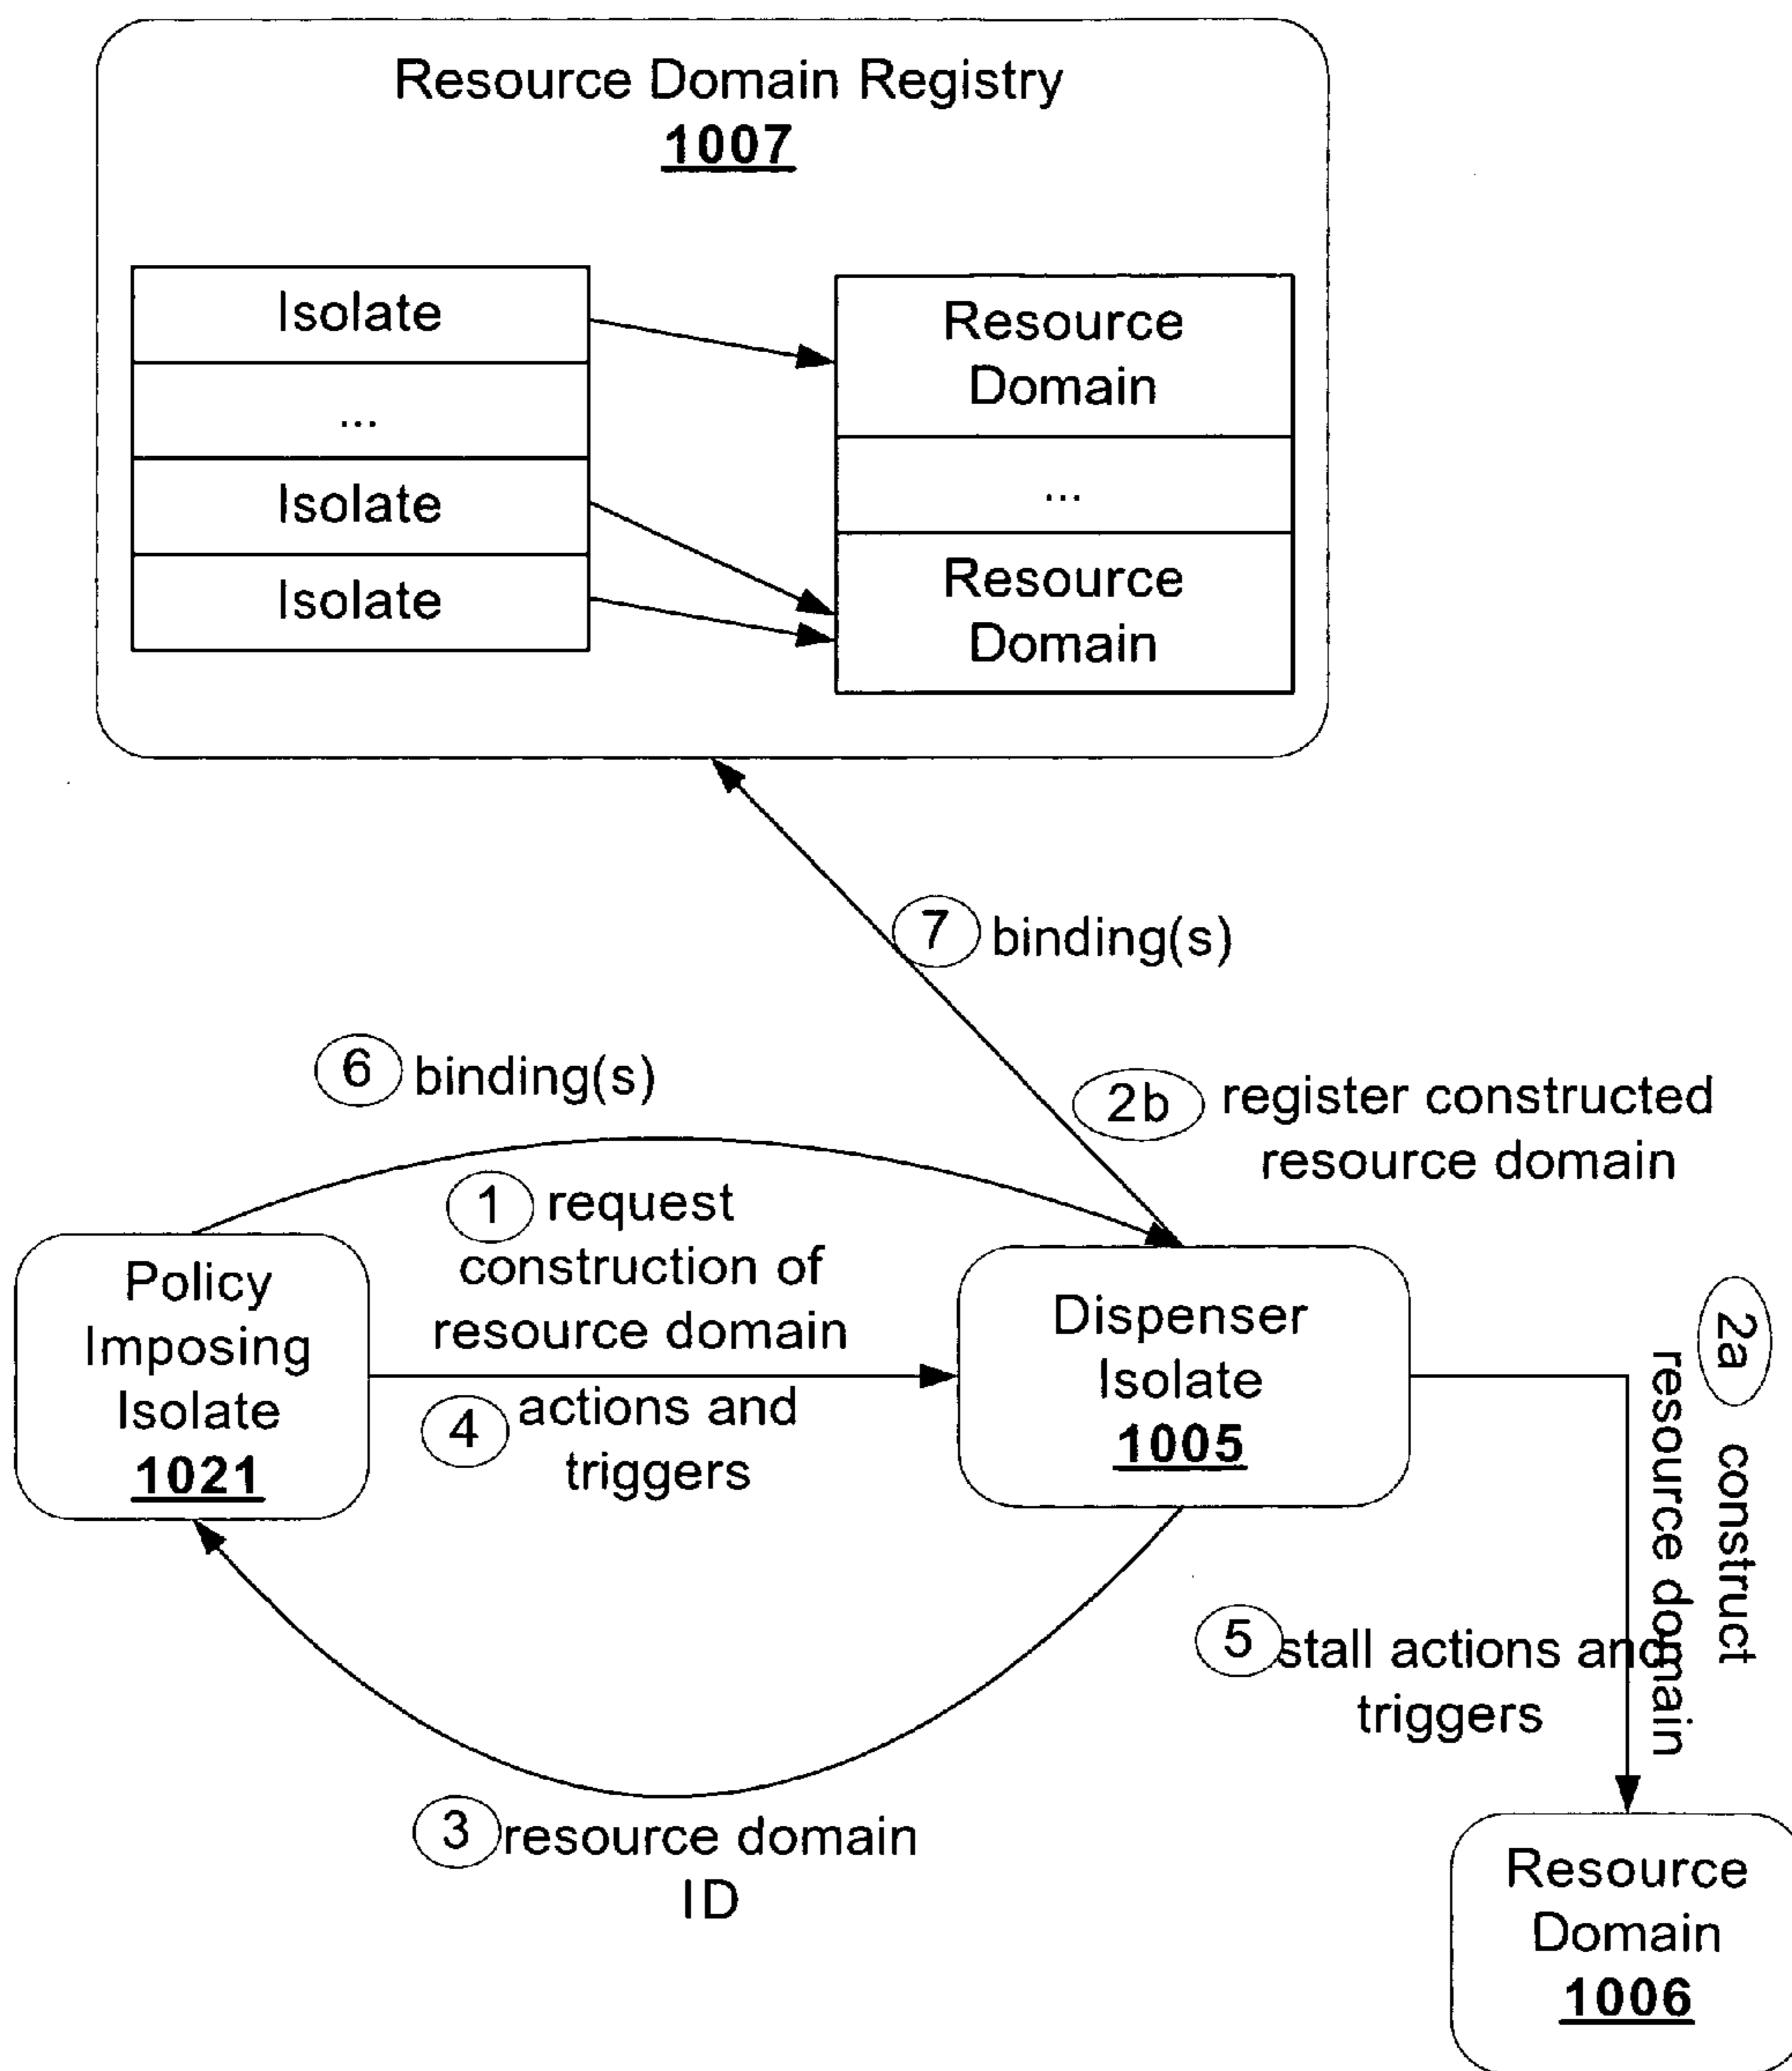 Resource Domain Registry
1007
Isolate
...
Isolate
Isolate
Resource
Domain
...
Resource
Domain
7 binding(s)
6 binding(s)
2b register constructed
resource domain
1 request
construction of
resource domain
4 actions and
triggers
Policy
Imposing
Isolate
1021
Dispenser
Isolate
1005
2a construct
resource domain
5 stall actions and
triggers
3 resource domain
ID
Resource
Domain
1006